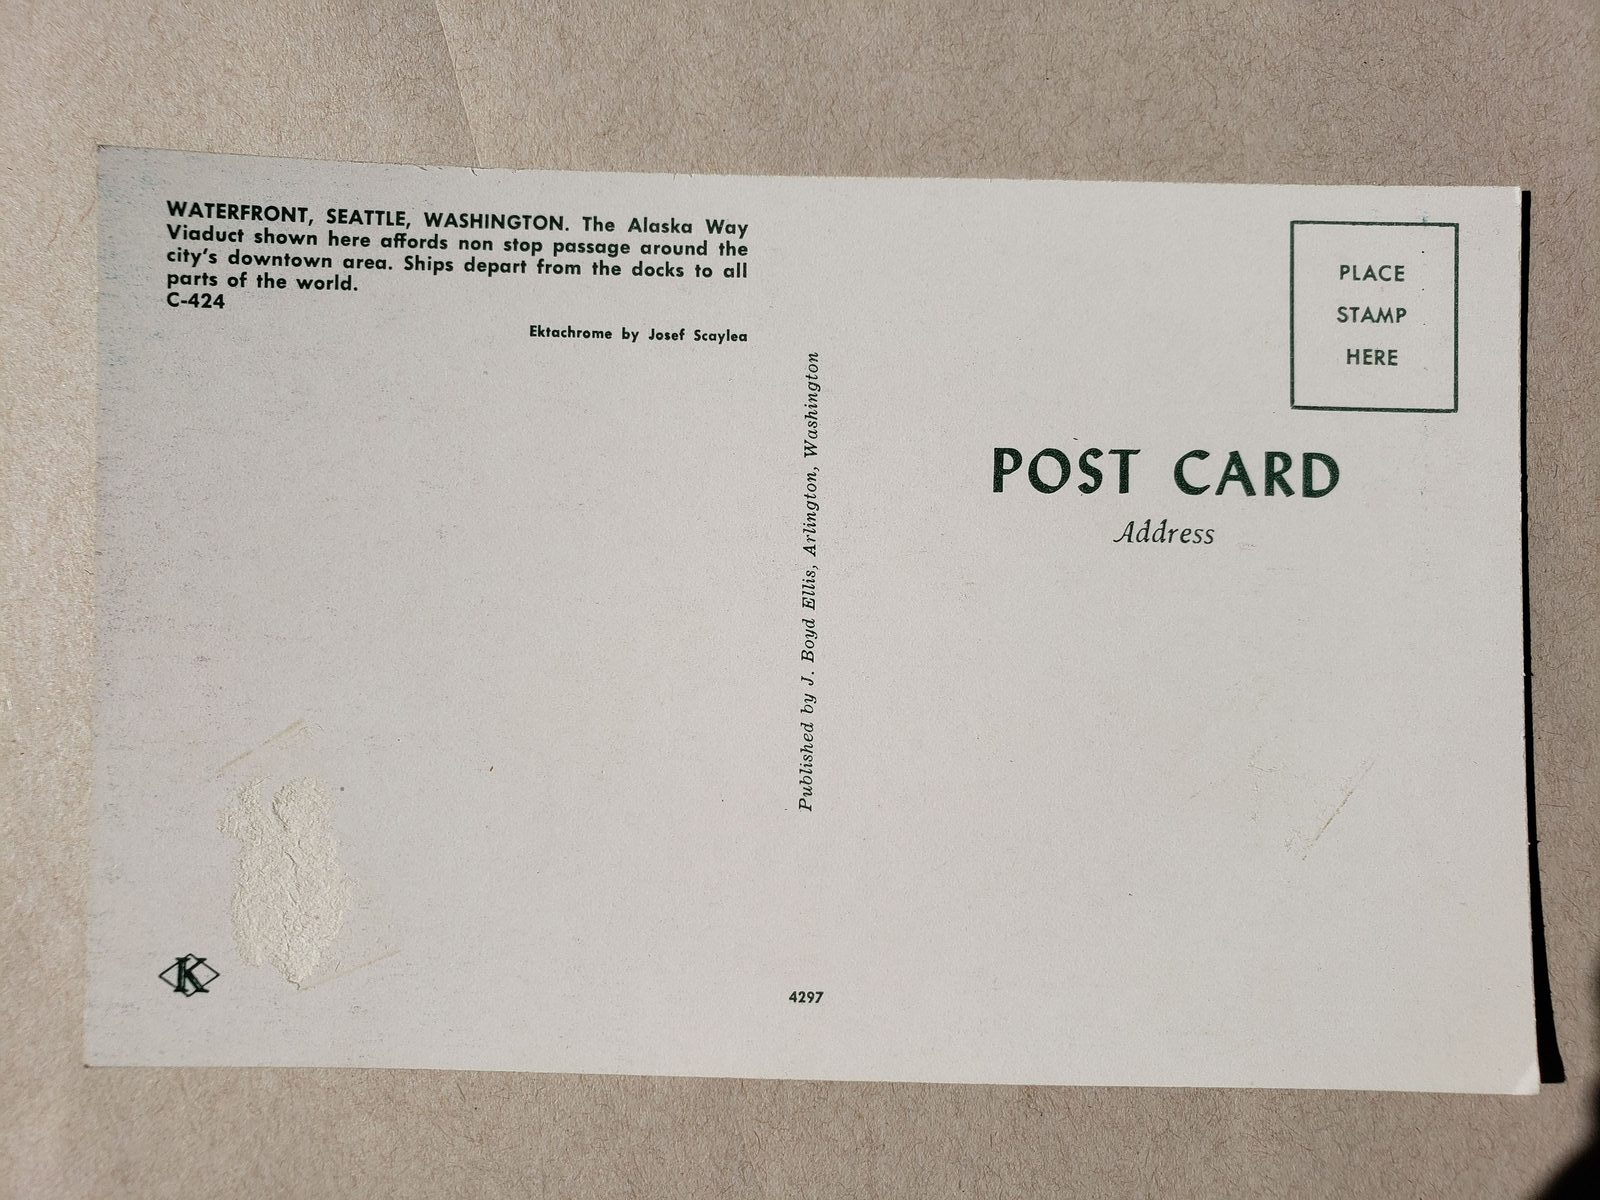 WATERFRONT, SEATTLE, WASHINGTON. The Alaska Way
Viaduct shown here affords non stop passage around the
city's downtown area. Ships depart from the docks to all
parts of the world.
C-424
Ektachrome by Josef Scaylea
Published by J. Boyd Ellis, Arlington, Washington
PLACE
STAMP
HERE
POST CARD
Address
K
4297